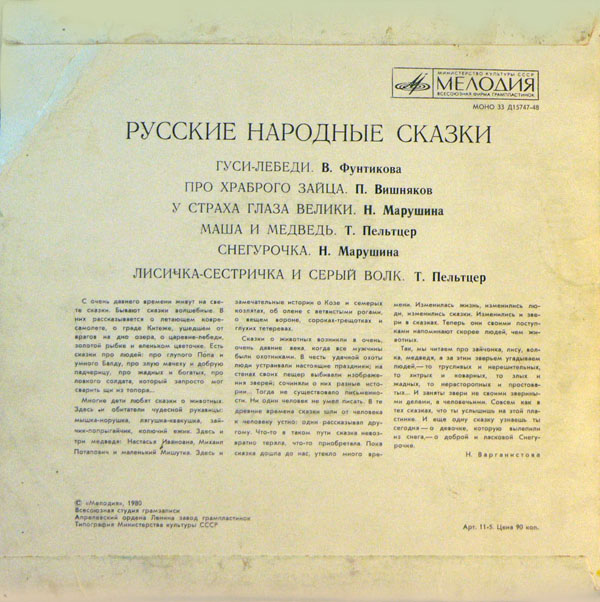 МИНИСТЕРСТВО КУЛЬТУРЫ СССР
МЕЛОДИЯ
ВСЕСОЮЗНАЯ ФИРМА ГРАМПЛАСТИНОК
МОНО 33 Д15747-48
РУССКИЕ НАРОДНЫЕ СКАЗКИ
ГУСИ-ЛЕБЕДИ. В. Фунтикова
ПРО ХРАБРОГО ЗАЙЦА. П. Вишняков
У СТРАХА ГЛАЗА ВЕЛИКИ. Н. Марушина
МАША И МЕДВЕДЬ. Т. Пельтцер
СНЕГУРОЧКА. Н. Марушина
ЛИСИЧКА-СЕСТРИЧКА И СЕРЫЙ ВОЛК. Т. Пельтцер
С очень давнего времени живут на све-
те сказки. Бывают сказки волшебные. В
них рассказывается о летающем ковре-
самолете, о граде Китеже, ушедшем от
врагов на дно озера, о царевне-лебеди,
золотой рыбке и аленьком цветочке. Есть
сказки про людей: про глупого Попа и
умного Балду, про злую мачеху и добрую
падчерицу, про жадных и богатых, про
ловкого солдата, который запросто мог
сварить щи из топора...
Многие дети любят сказки о животных.
Здесь и обитатели чудесной рукавицы:
мышка-норушка, лягушка-квакушка, зай-
чик-попрыгайчик, колючий ежик. Здесь и
три медведя: Настасья Ивановна, Михаил
Потапович и маленький Мишутка. Здесь и
замечательные истории о Козе и семерых
козлятах, об олене с ветвистыми рогами,
о вещем вороне, сороках-трещотках и
глухих тетеревах.
Сказки о животных возникли в очень,
очень давние века, когда все мужчины
были охотниками. В честь удачной охоты
люди устраивали настоящие праздники; на
стенах своих пещер выбивали изображе-
ния зверей; сочиняли о них разные исто-
рии... Тогда не существовало письменно-
сти. Ни один человек не умел писать. В те
древние времена сказки шли от человека
к человеку устно: один рассказывал дру-
гому. Что-то в таком пути сказка невоз-
вратно теряла, что-то приобретала. Пока
сказка дошла до нас, утекло много вре-
мени. Изменилась жизнь, изменились лю-
ди, изменились сказки. Изменились и зве-
ри в сказках. Теперь они своими поступ-
ками напоминают скорее людей, чем жи-
вотных.
Так, мы читаем про зайчонка, лису, вол-
ка, медведя, а за этим зверьем угадываем
людей,— то трусливых и нерешительных,
то хитрых и коварных, то злых и
жадных, то нерасторопных и простова-
тых... И заняты звери не своими звериными
делами, а человечьими. Совсем как в
тех сказках, что ты услышишь на этой пла-
стинке. И еще одну сказку узнаешь ты
сегодня — о девочке, которую вылепили
из снега,— о доброй и ласковой Снегу-
рочке.
Н. Варганистова
© «Мелодия», 1980
Всесоюзная студия грамзаписи
Апрелевский ордена Ленина завод грампластинок
Типография Министерства культуры СССР
Арт. 11-5. Цена 90 коп.